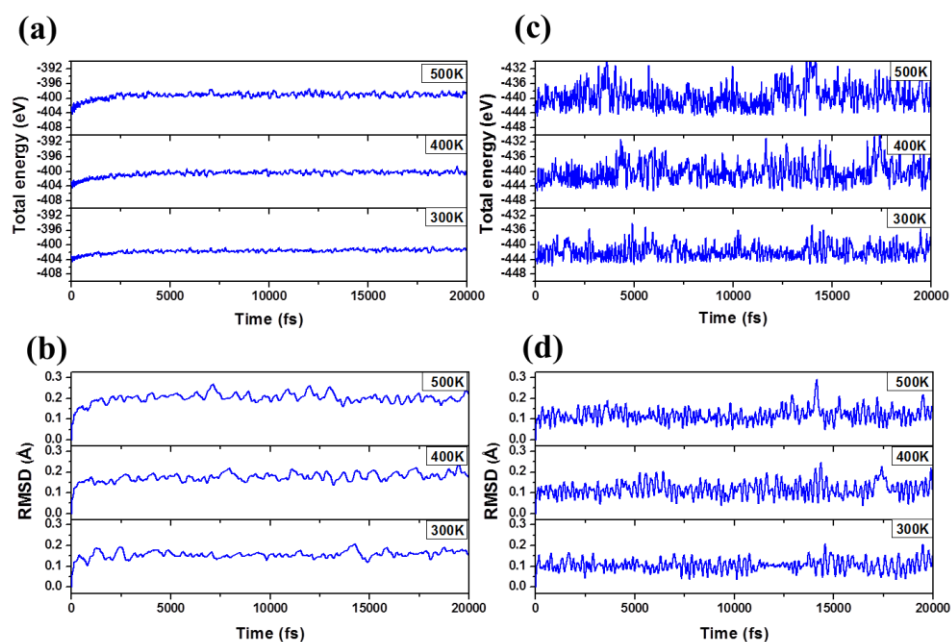 (a)
Total energy (eV)
-392
-396
-400
-404
-408
500K
-392
-396
-400
-404
-408
400K
-392
-396
-400
-404
-408
300K
0 5000 10000 15000 20000
Time (fs)
(c)
Total energy (eV)
-432
-436
-440
-444
-448
500K
-432
-436
-440
-444
-448
400K
-432
-436
-440
-444
-448
300K
0 5000 10000 15000 20000
Time (fs)
(b)
RMSD (Å)
0.3
0.2
0.1
0.0
500K
0.3
0.2
0.1
0.0
400K
0.3
0.2
0.1
0.0
300K
0 5000 10000 15000 20000
Time (fs)
(d)
RMSD (Å)
0.3
0.2
0.1
0.0
500K
0.3
0.2
0.1
0.0
400K
0.3
0.2
0.1
0.0
300K
0 5000 10000 15000 20000
Time (fs)